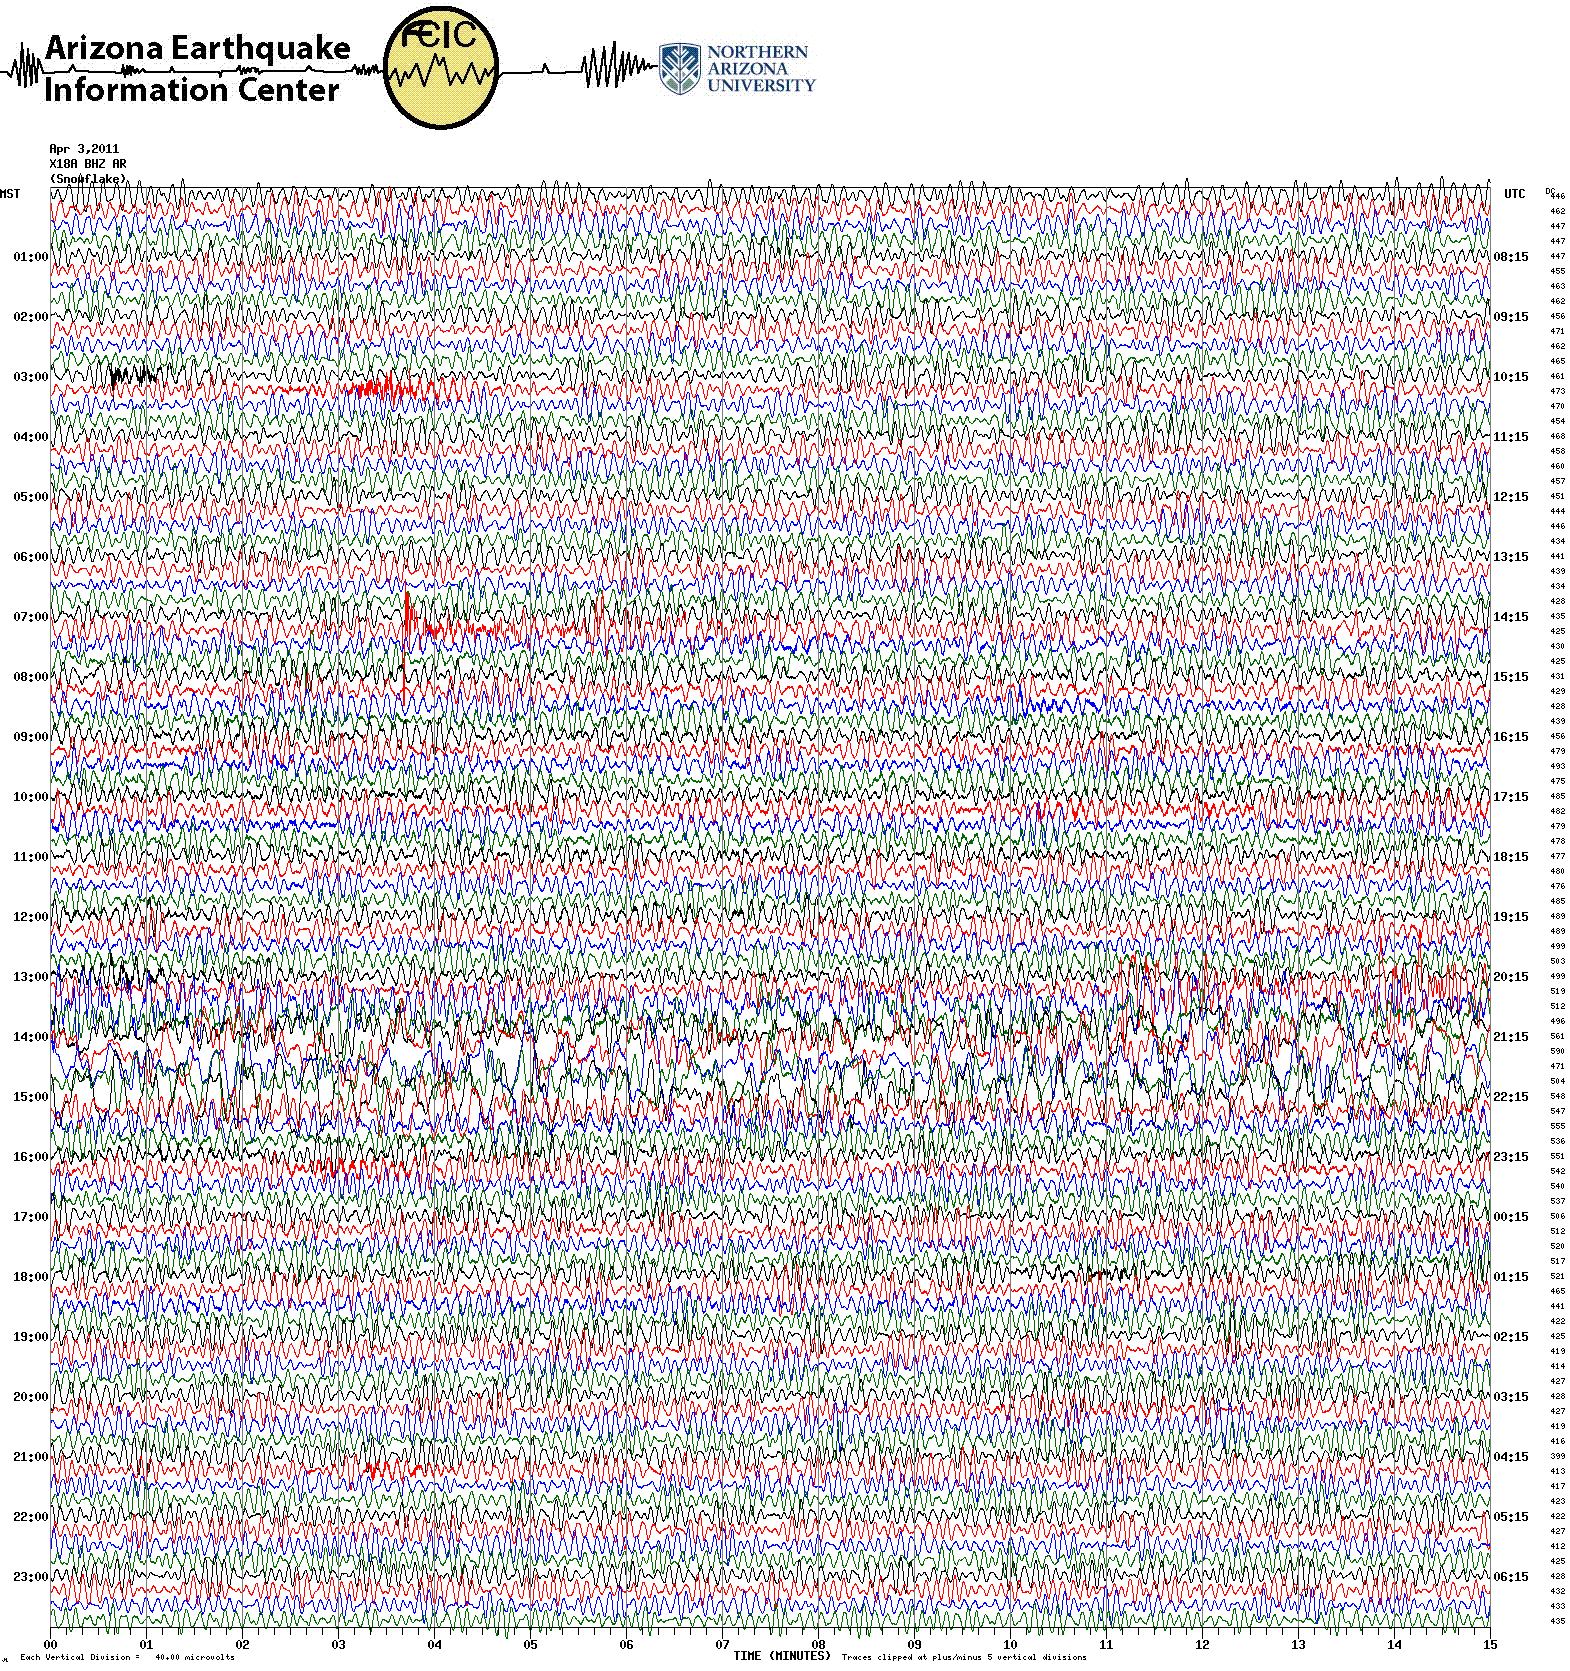 Arizona Earthquake
Information Center
ÆIC
NORTHERN
ARIZONA
UNIVERSITY
Apr 3,2011
X18A BHZ AR
(Snowflake)
MST UTC DC
446
462
447
447
01:00 08:15 447
455
463
462
02:00 09:15 456
471
462
465
03:00 10:15 461
473
470
454
04:00 11:15 468
458
460
457
05:00 12:15 451
444
446
434
06:00 13:15 441
439
434
428
07:00 14:15 435
425
430
425
08:00 15:15 431
429
428
439
09:00 16:15 456
479
493
475
10:00 17:15 485
482
479
478
11:00 18:15 477
480
476
485
12:00 19:15 489
489
499
503
13:00 20:15 499
519
512
496
14:00 21:15 561
590
471
504
15:00 22:15 548
547
555
536
16:00 23:15 551
542
540
537
17:00 00:15 506
512
520
517
18:00 01:15 521
465
441
422
19:00 02:15 425
419
414
427
20:00 03:15 428
427
419
416
21:00 04:15 399
413
417
423
22:00 05:15 422
427
412
425
23:00 06:15 428
432
433
435
00 01 02 03 04 05 06 07 08 09 10 11 12 13 14 15
Each Vertical Division = 40.00 microvolts TIME (MINUTES) Traces clipped at plus/minus 5 vertical divisions